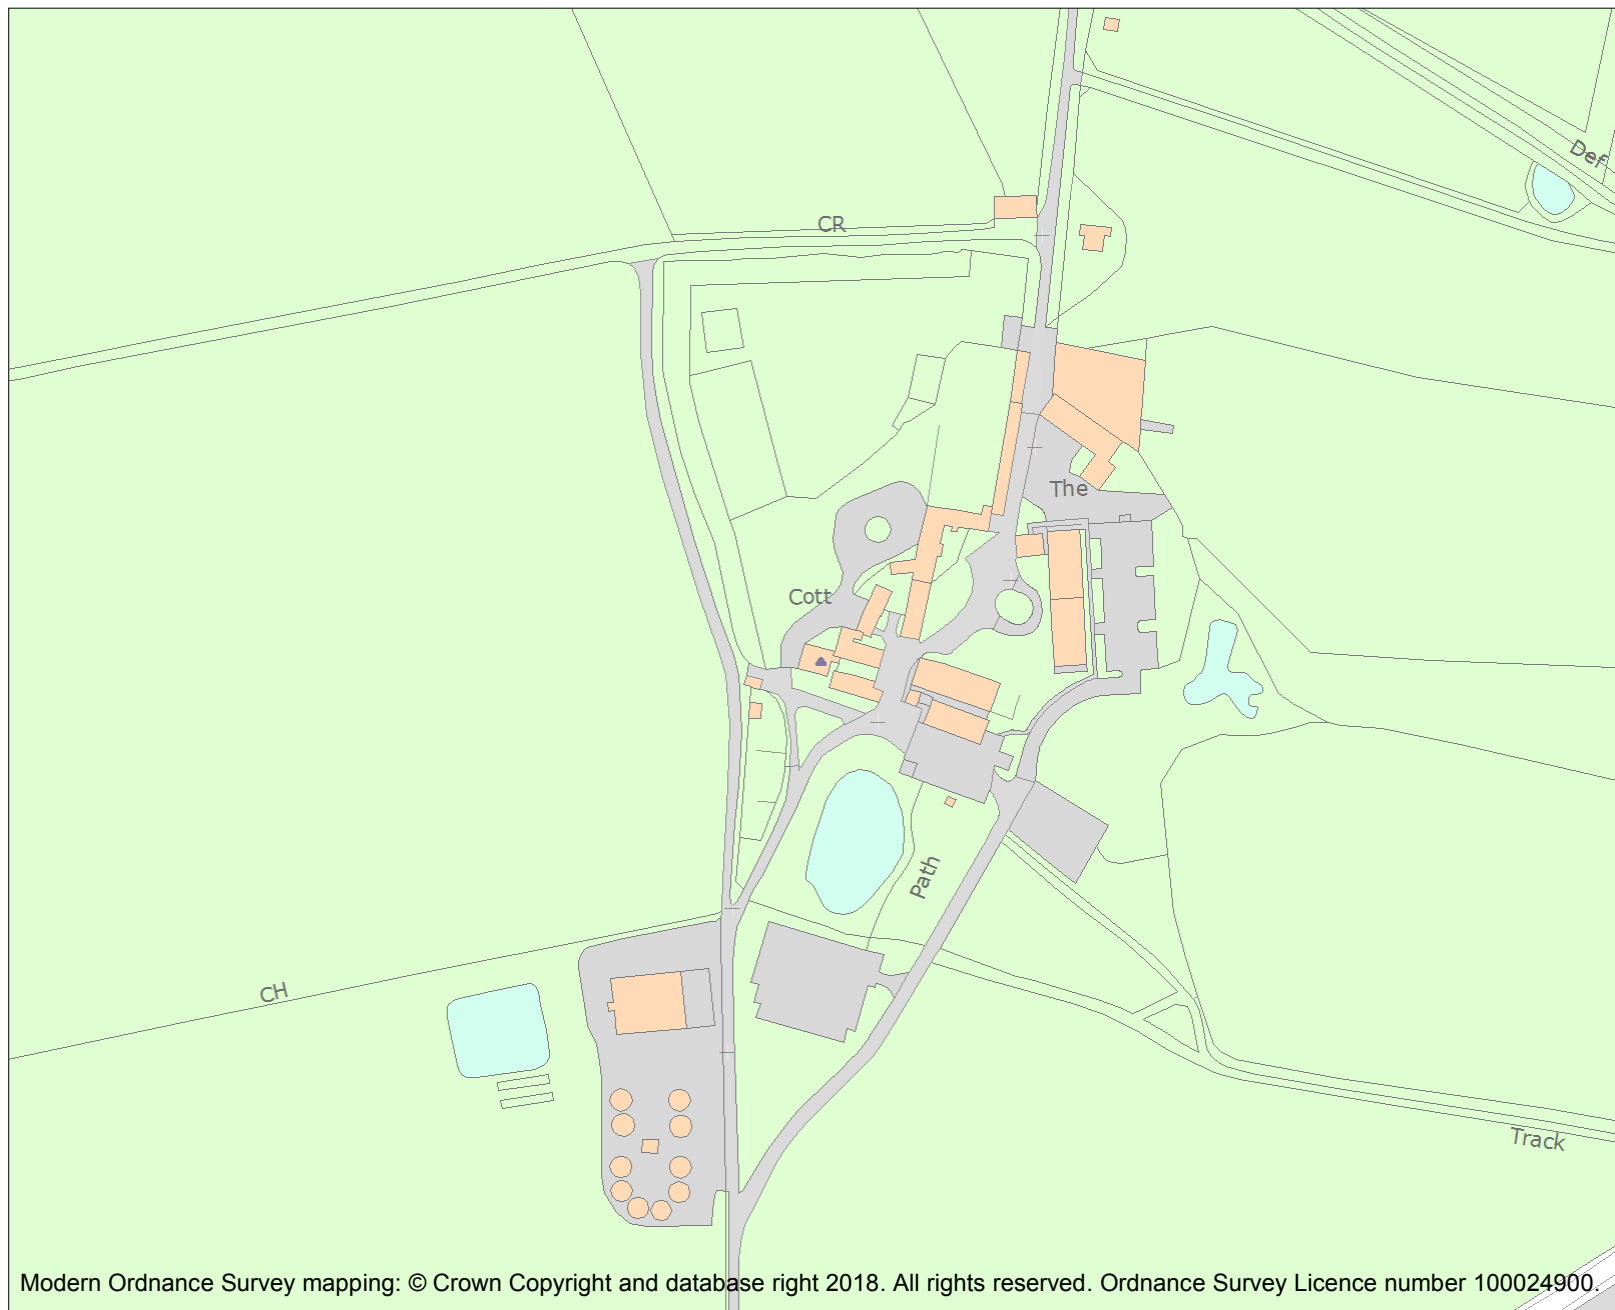 Def
CR
The
Cott
Path
CH
Track
Modern Ordnance Survey mapping: © Crown Copyright and database right 2018. All rights reserved. Ordnance Survey Licence number 100024900.